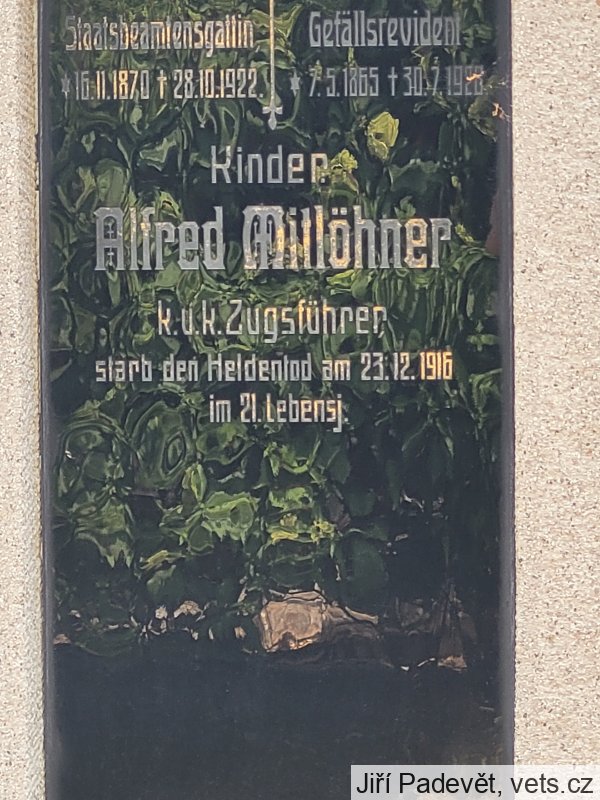 Staatsbeamtensgattin Gefällsrevident
* 16.11.1870 † 28.10.1922. * 7.5.1865 † 30.7.1928
Kinder:
Alfred Mitlöhner
k.u.k. Zugsführer,
starb den Heldentod am 23.12.1916
im 21. Lebensj.
Jiří Padevět, vets.cz